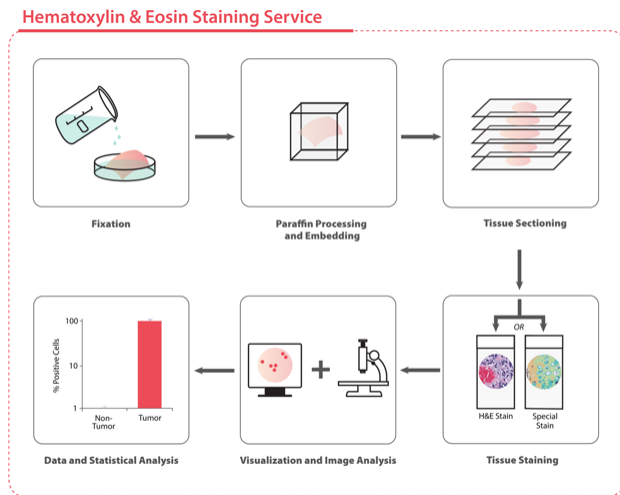 Hematoxylin & Eosin Staining Service
Fixation
Paraffin Processing
and Embedding
Tissue Sectioning
OR
H&E Stain
Special
Stain
Tissue Staining
Visualization and Image Analysis
% Positive Cells
100
10
1
Non-
Tumor
Tumor
Data and Statistical Analysis